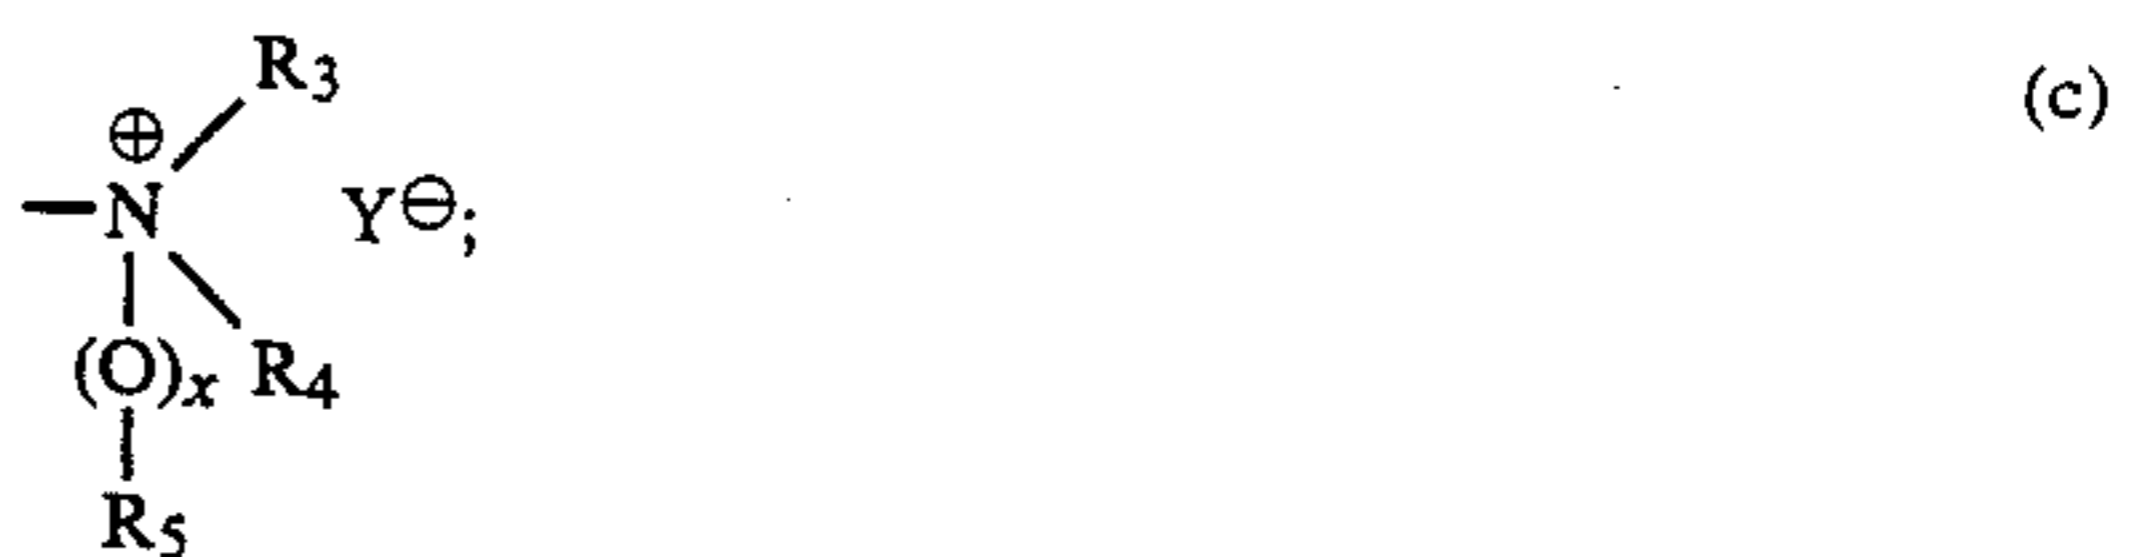 R3 (c)
⊕
N Y⊖;
(O)x R4
R5